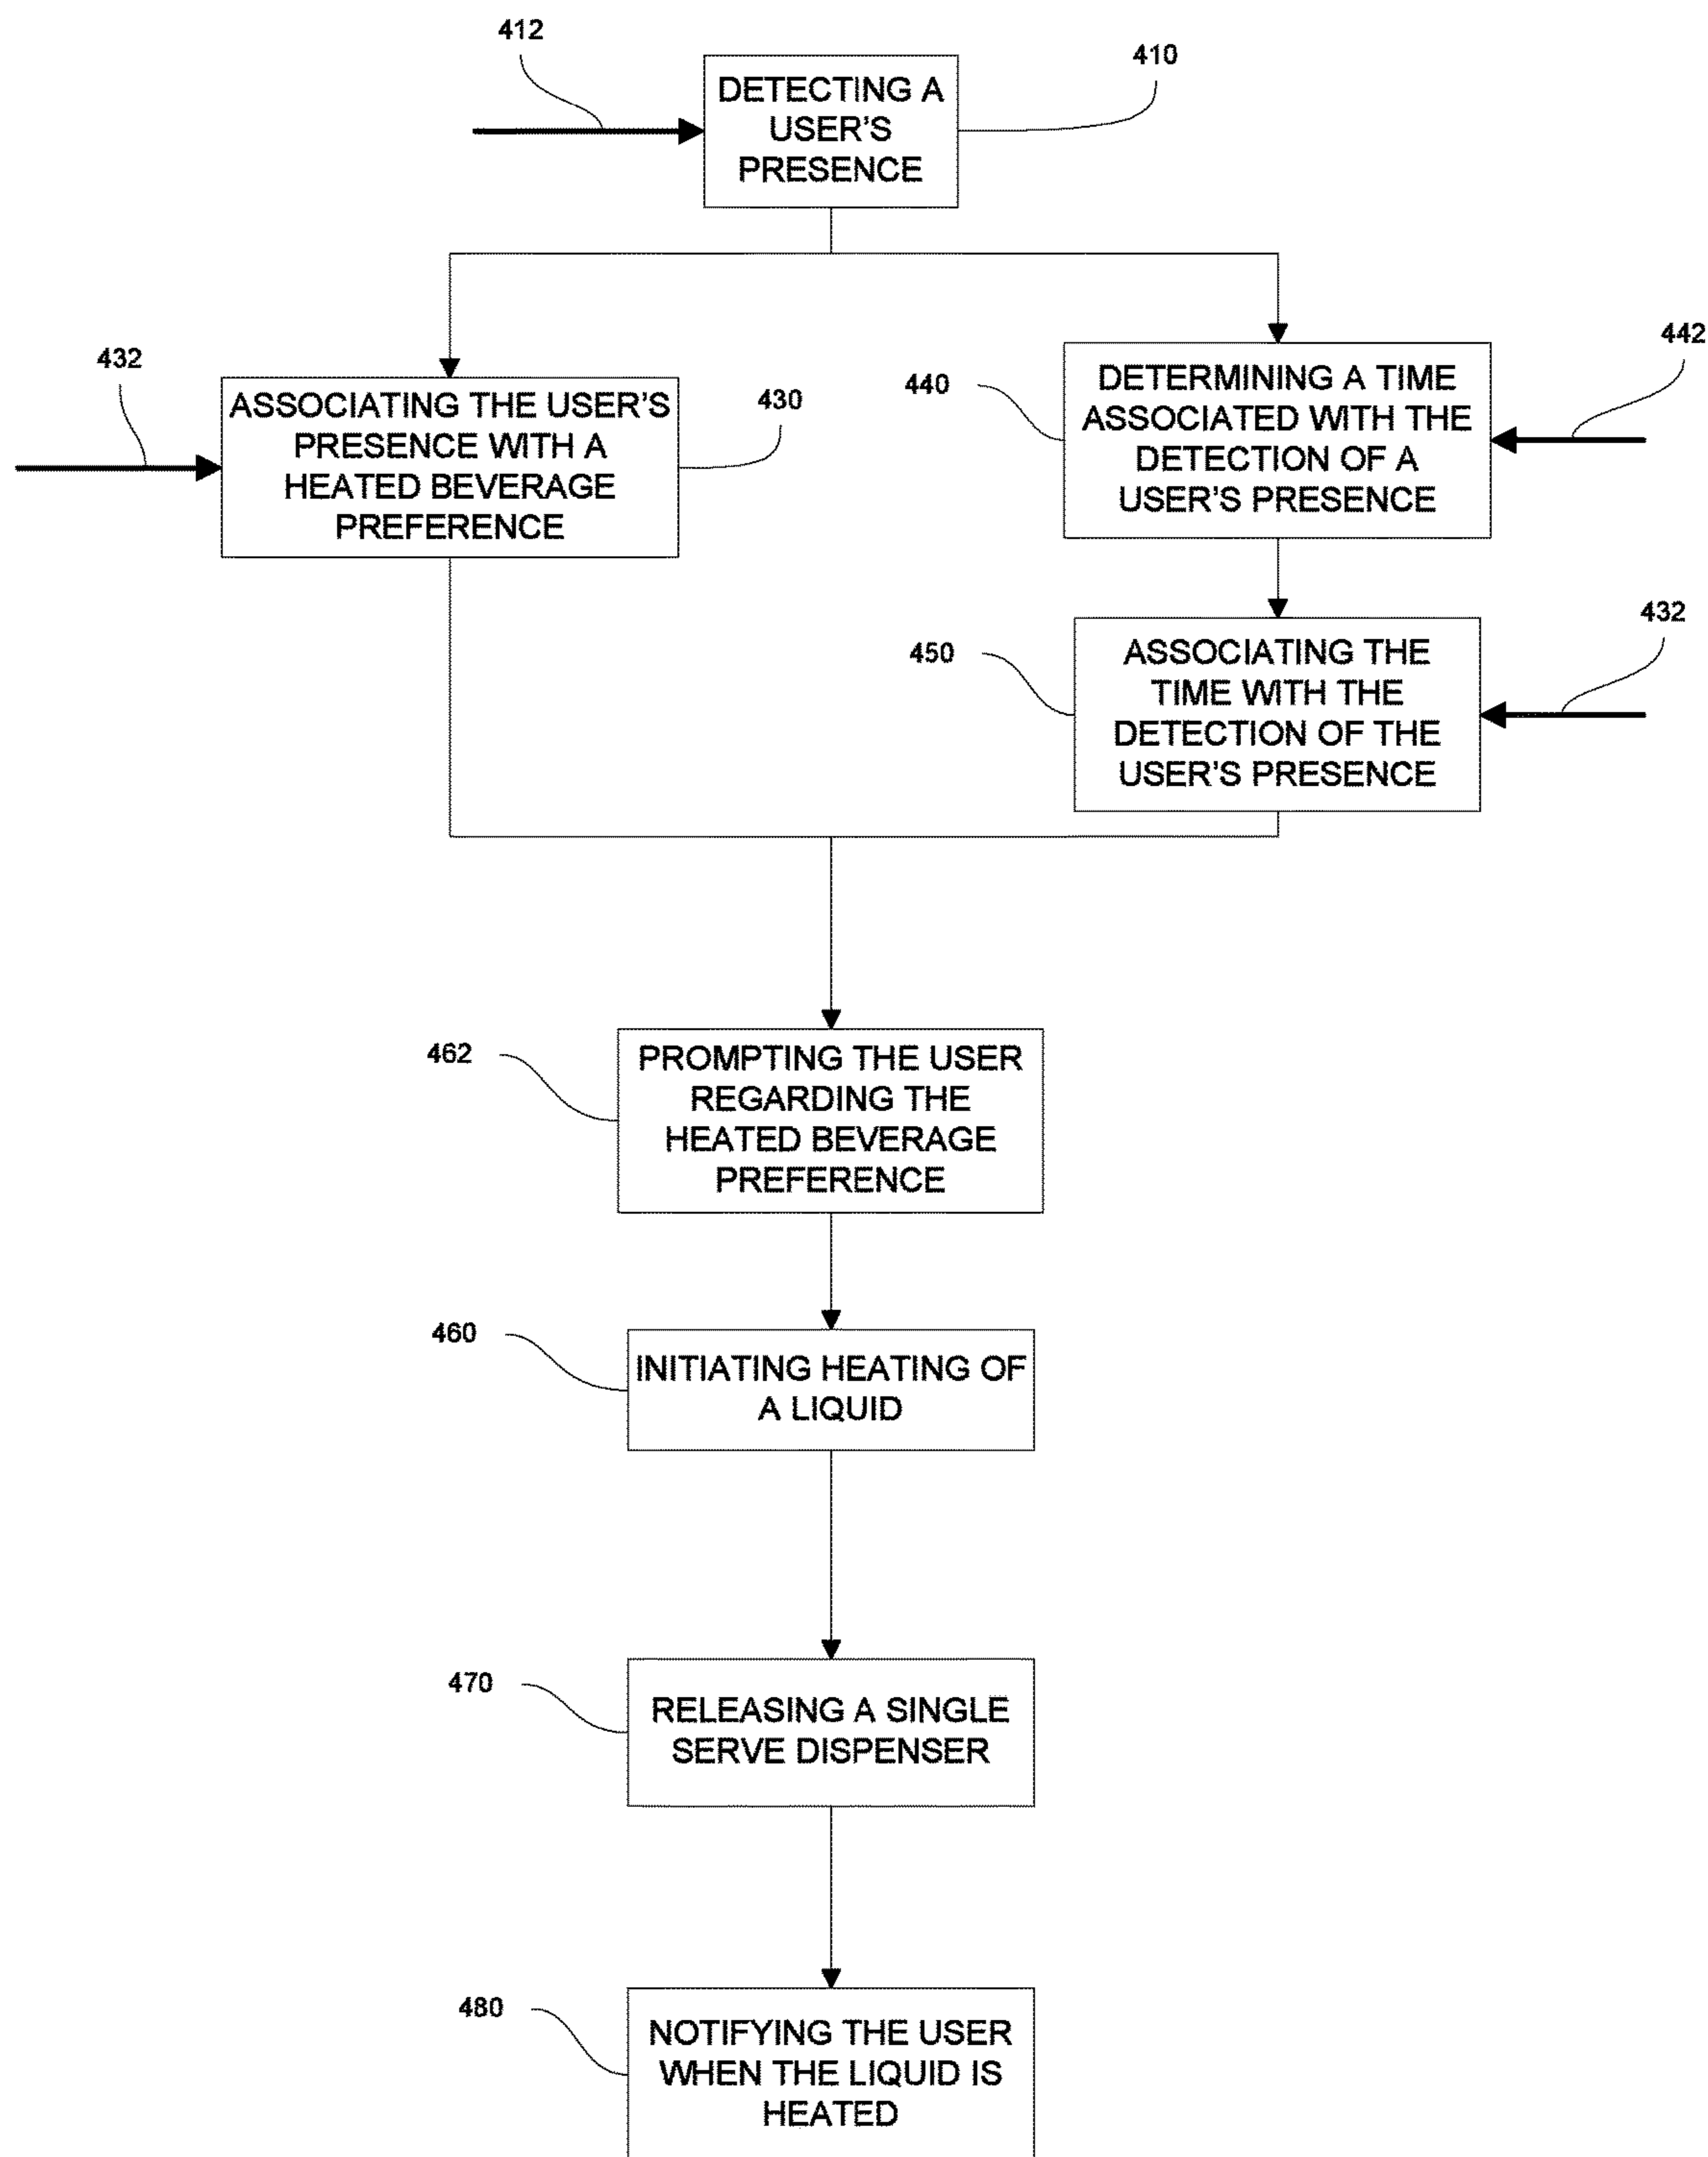 412
410
DETECTING A
USER'S
PRESENCE
432
430
ASSOCIATING THE USER'S
PRESENCE WITH A
HEATED BEVERAGE
PREFERENCE
440
442
DETERMINING A TIME
ASSOCIATED WITH THE
DETECTION OF A
USER'S PRESENCE
450
432
ASSOCIATING THE
TIME WITH THE
DETECTION OF THE
USER'S PRESENCE
462
PROMPTING THE USER
REGARDING THE
HEATED BEVERAGE
PREFERENCE
460
INITIATING HEATING OF
A LIQUID
470
RELEASING A SINGLE
SERVE DISPENSER
480
NOTIFYING THE USER
WHEN THE LIQUID IS
HEATED